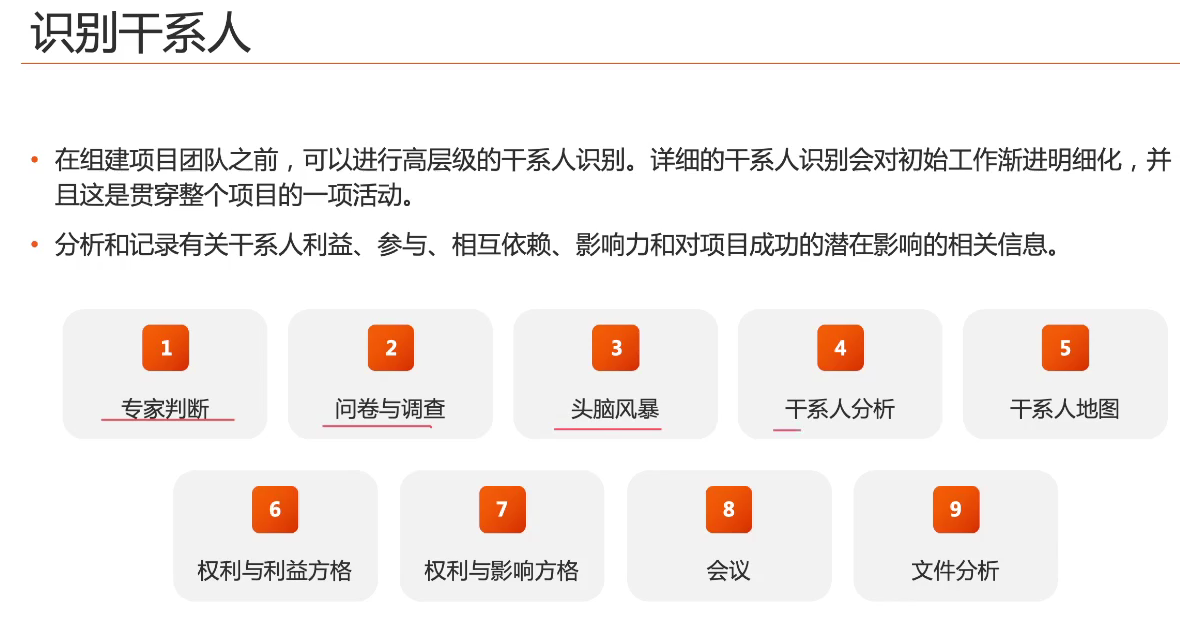 识别干系人
• 在组建项目团队之前，可以进行高层级的干系人识别。详细的干系人识别会对初始工作渐进明细化，并
且这是贯穿整个项目的一项活动。
• 分析和记录有关干系人利益、参与、相互依赖、影响力和对项目成功的潜在影响的相关信息。
1 2 3 4 5
专家判断 问卷与调查 头脑风暴 干系人分析 干系人地图
6 7 8 9
权利与利益方格 权利与影响方格 会议 文件分析